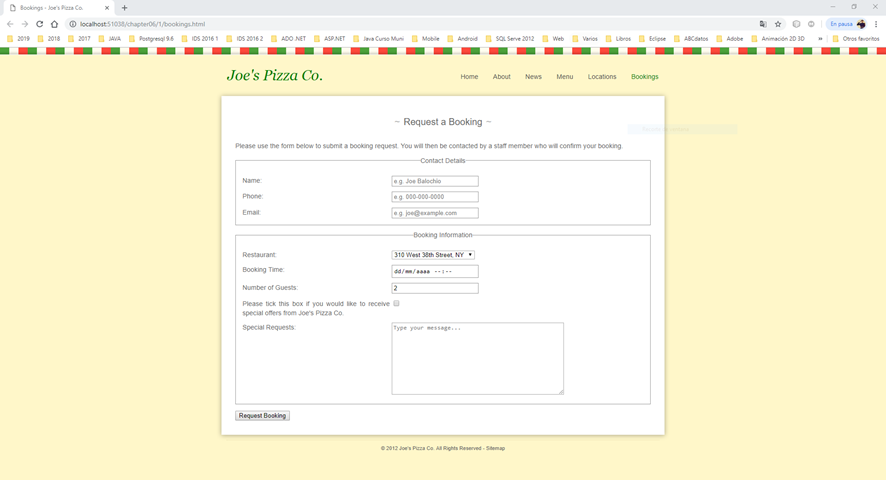 Bookings - Joe's Pizza Co.
localhost:51038/chapter06/1/bookings.html
En pausa
2019 2018 2017 JAVA Postgresql 9.6 IDS 2016 1 IDS 2016 2 ADO .NET ASP.NET Java Curso Muni Mobile Android SQL Serve 2012 Web Varios Libros Eclipse ABCdatos Adobe Animación 2D 3D » Otros favoritos
Joe's Pizza Co.
Home About News Menu Locations Bookings
~ Request a Booking ~
Please use the form below to submit a booking request. You will then be contacted by a staff member who will confirm your booking.
Contact Details
Name: e.g. Joe Balochio
Phone: e.g. 000-000-0000
Email: e.g. joe@example.com
Booking Information
Restaurant: 310 West 38th Street, NY
Booking Time: dd/mm/aaaa --:--
Number of Guests: 2
Please tick this box if you would like to receive
special offers from Joe's Pizza Co.
Special Requests: Type your message...
Request Booking
© 2012 Joe's Pizza Co. All Rights Reserved - Sitemap